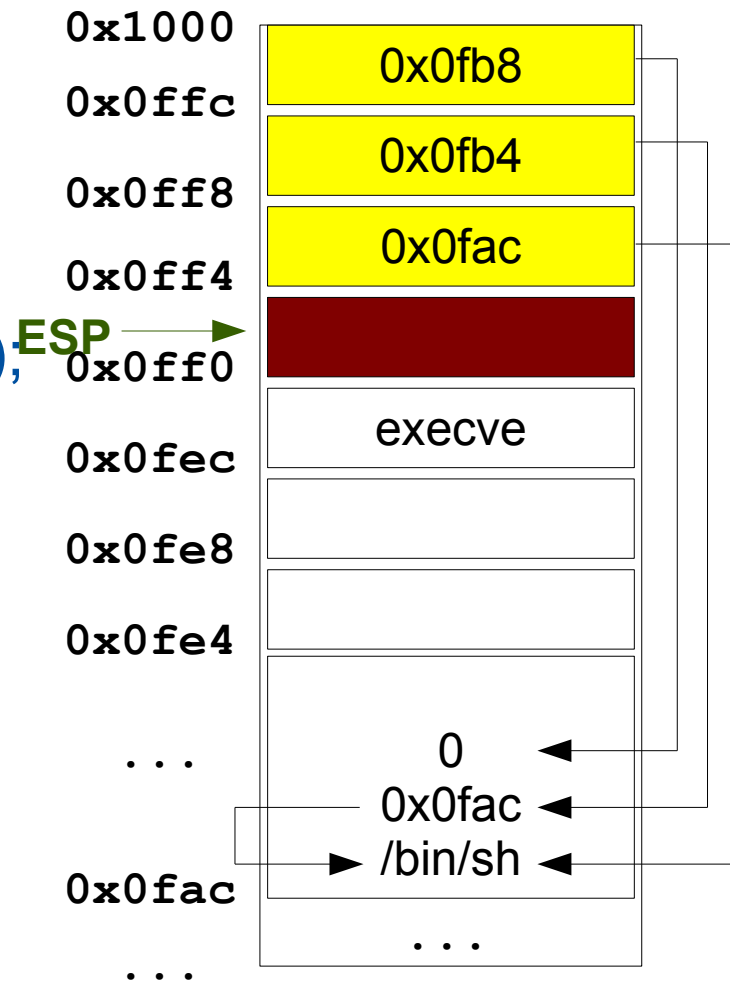 0x1000
0x0fb8
0x0ffc
0x0fb4
0x0ff8
0x0fac
0x0ff4
ESP
);
0x0ff0
execve
0x0fec
0x0fe8
0x0fe4
... 0
0x0fac
/bin/sh
0x0fac
...
...